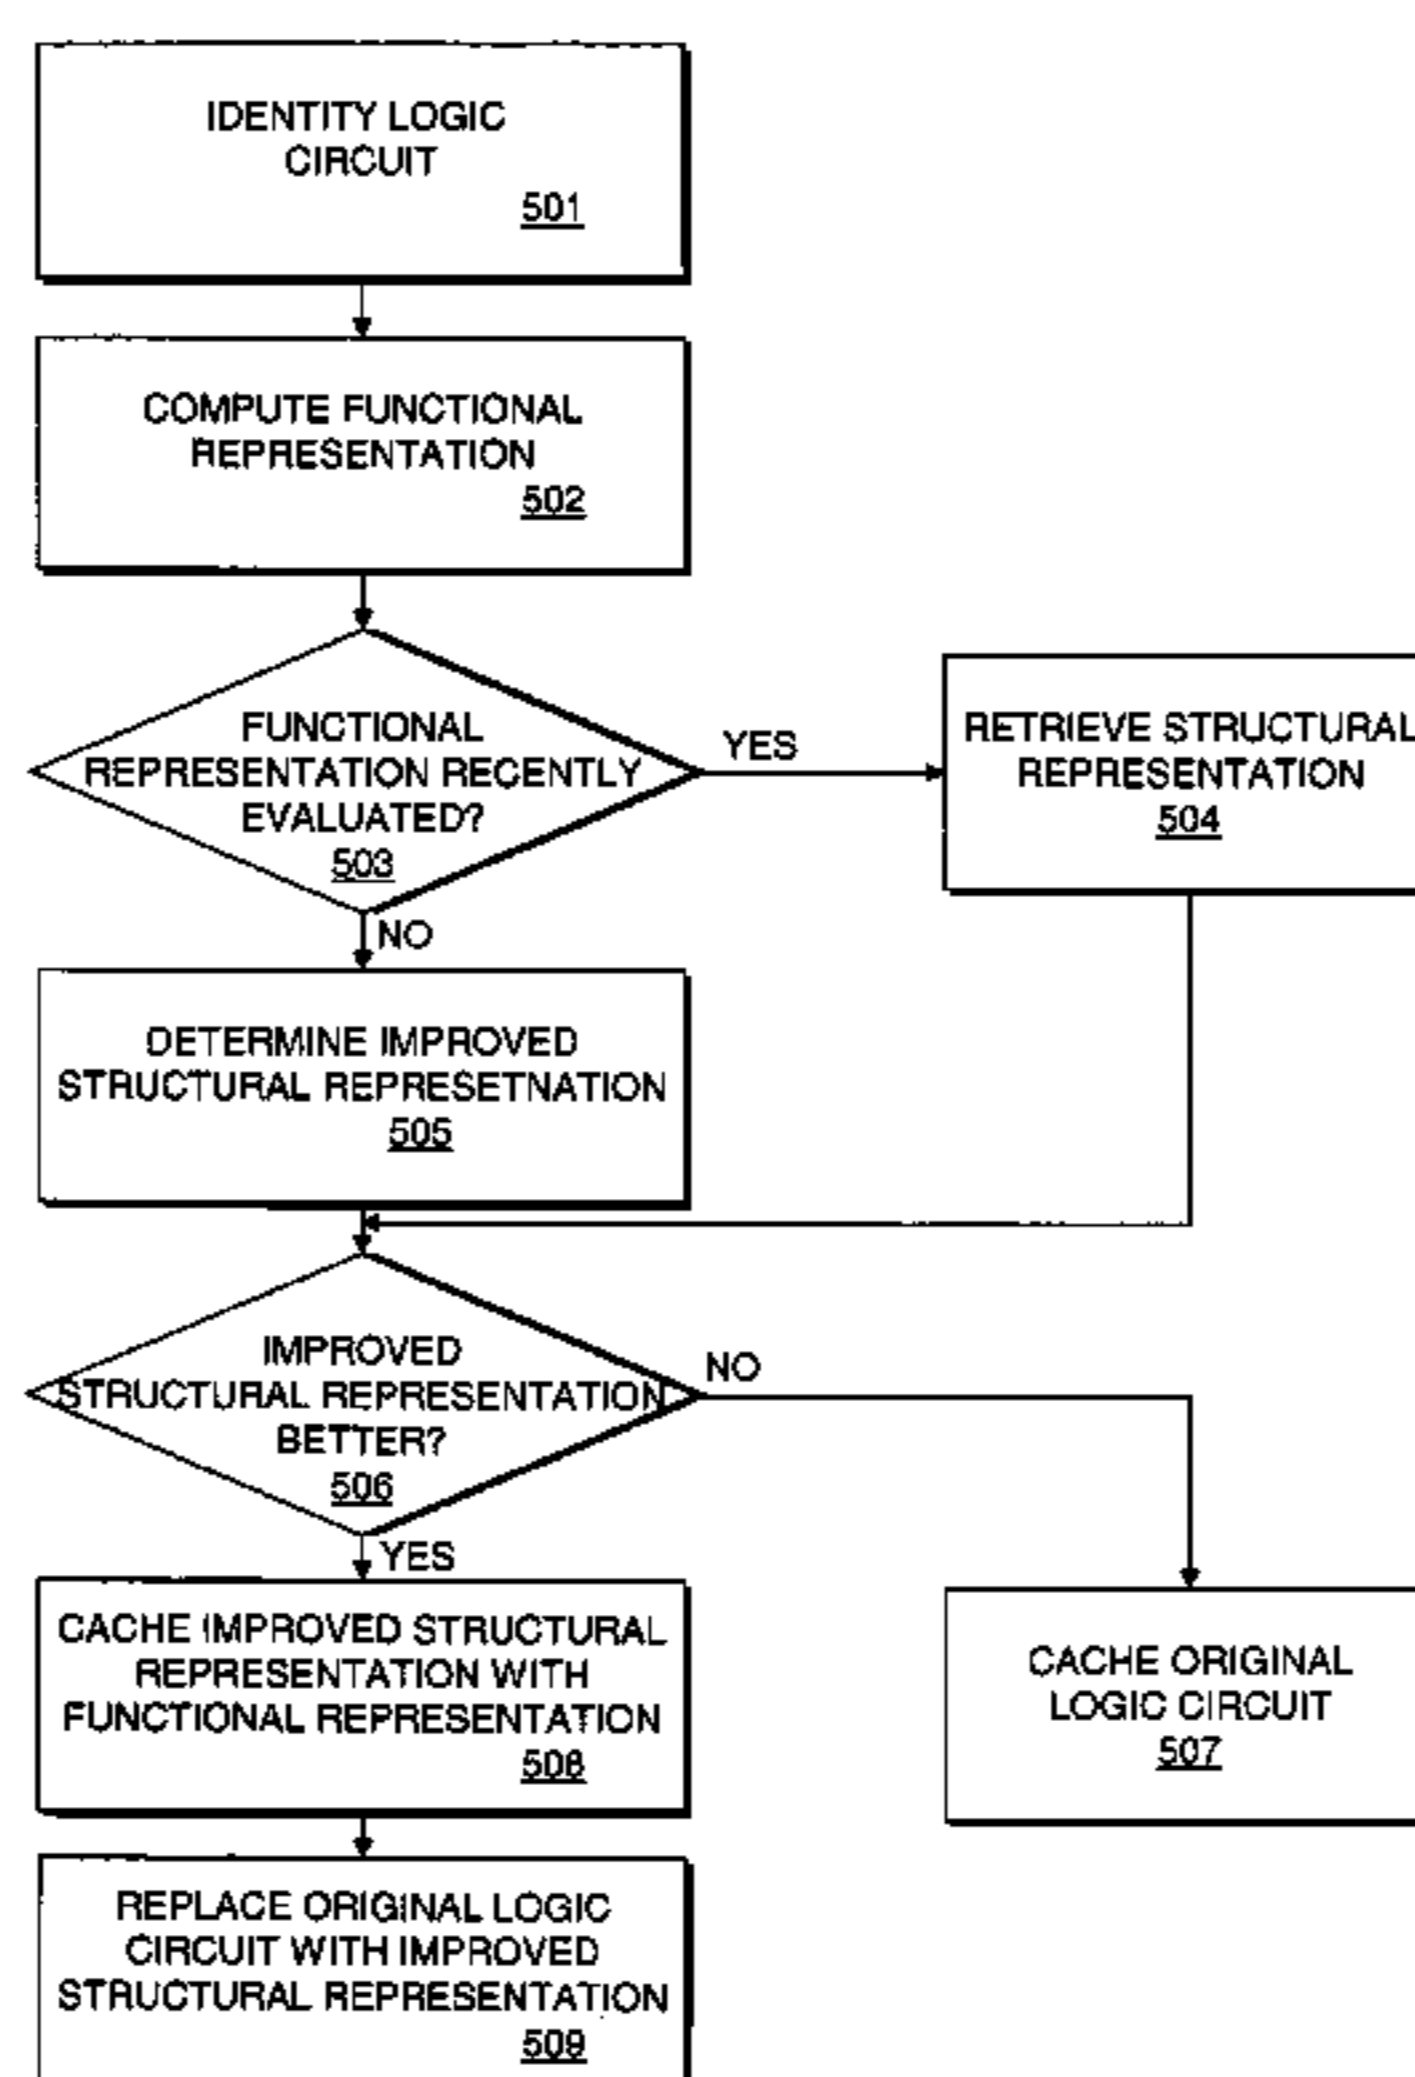 IDENTITY LOGIC
CIRCUIT
501
COMPUTE FUNCTIONAL
REPRESENTATION
502
FUNCTIONAL
REPRESENTATION RECENTLY
EVALUATED?
503
YES
RETRIEVE STRUCTURAL
REPRESENTATION
504
NO
DETERMINE IMPROVED
STRUCTURAL REPRESETNATION
505
IMPROVED
STRUCTURAL REPRESENTATION
BETTER?
506
NO
YES
CACHE IMPROVED STRUCTURAL
REPRESENTATION WITH
FUNCTIONAL REPRESENTATION
508
CACHE ORIGINAL
LOGIC CIRCUIT
507
REPLACE ORIGINAL LOGIC
CIRCUIT WITH IMPROVED
STRUCTURAL REPRESENTATION
509